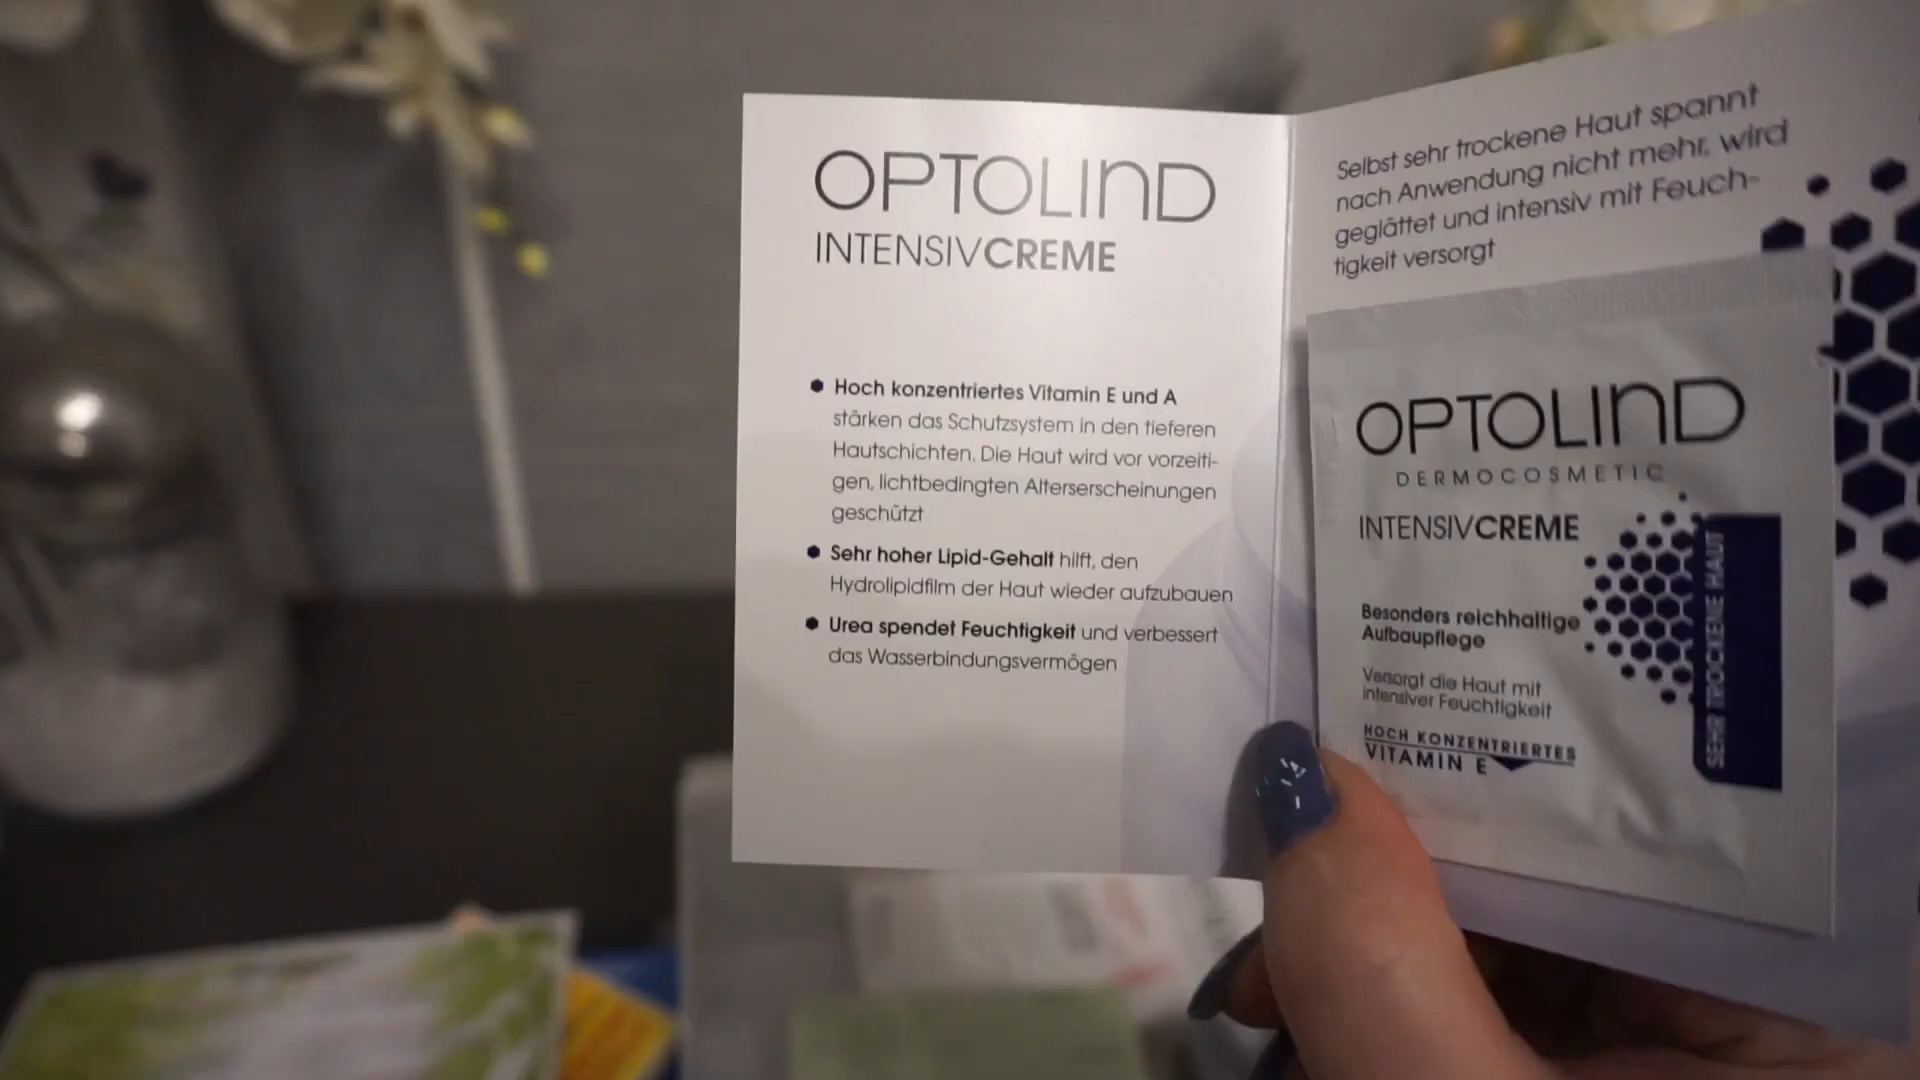 OPTOLIND
INTENSIVCREME
Hoch konzentriertes Vitamin E und A
stärken das Schutzsystem in den tieferen
Hautschichten. Die Haut wird vor vorzeiti-
gen, lichtbedingten Alterserscheinungen
geschützt
Sehr hoher Lipid-Gehalt hilft, den
Hydrolipidfilm der Haut wieder aufzubauen
Urea spendet Feuchtigkeit und verbessert
das Wasserbindungsvermögen
Selbst sehr trockene Haut spannt
nach Anwendung nicht mehr, wird
geglättet und intensiv mit Feuch-
tigkeit versorgt
OPTOLIND
DERMOCOSMETIC
INTENSIVCREME
Besonders reichhaltige
Aufbaupflege
Versorgt die Haut mit
intensiver Feuchtigkeit
HOCH KONZENTRIERTES
VITAMIN E
SEHR TROCKENE HAUT